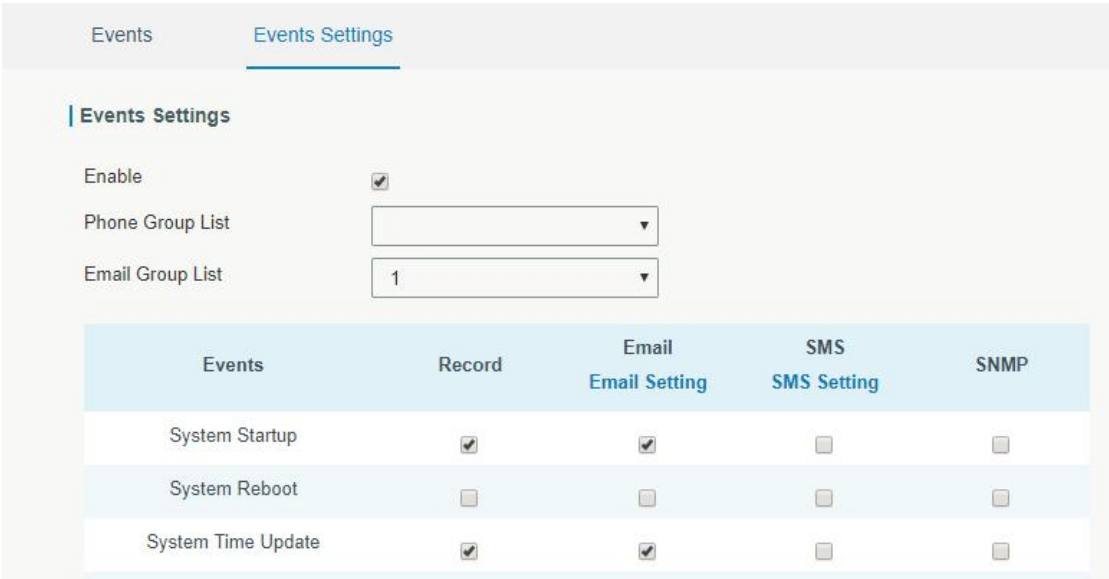 Events Events Settings
Events Settings
Enable
Phone Group List
Email Group List 1
Events Record Email SMS SNMP
Email Setting SMS Setting
System Startup
System Reboot
System Time Update